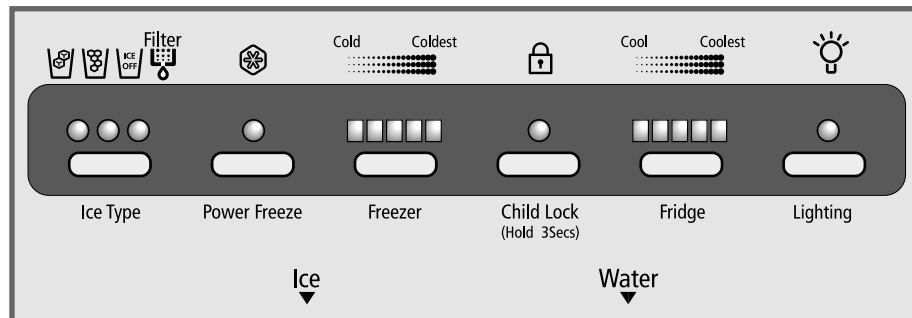 Filter
ICE
OFF
Cold Coldest
Cool Coolest
Ice Type Power Freeze Freezer Child Lock Fridge Lighting
(Hold 3Secs)
Ice Water